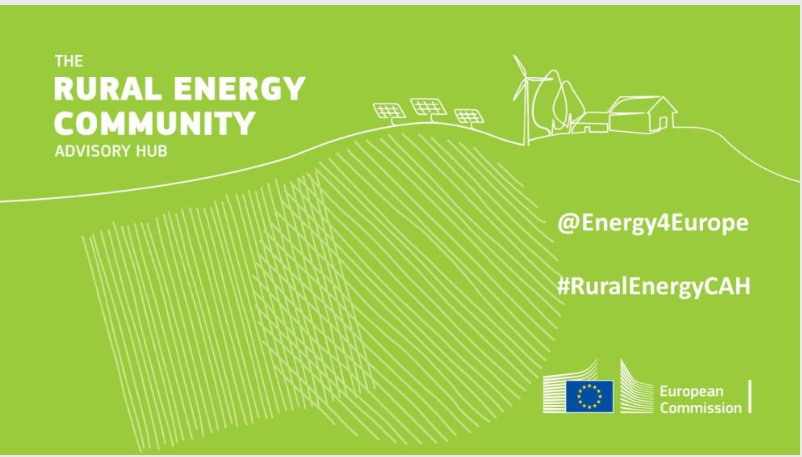 THE
RURAL ENERGY
COMMUNITY
ADVISORY HUB
@Energy4Europe
#RuralEnergyCAH
European
Commission